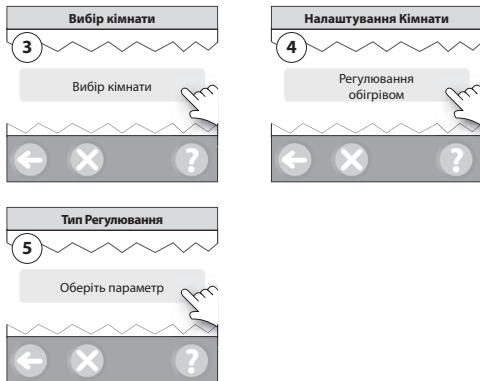 Вибір кімнати
3
Вибір кімнати
?
Налаштування Кімнати
4
Регулювання
обігрівом
?
Тип Регулювання
5
Оберіть параметр
?